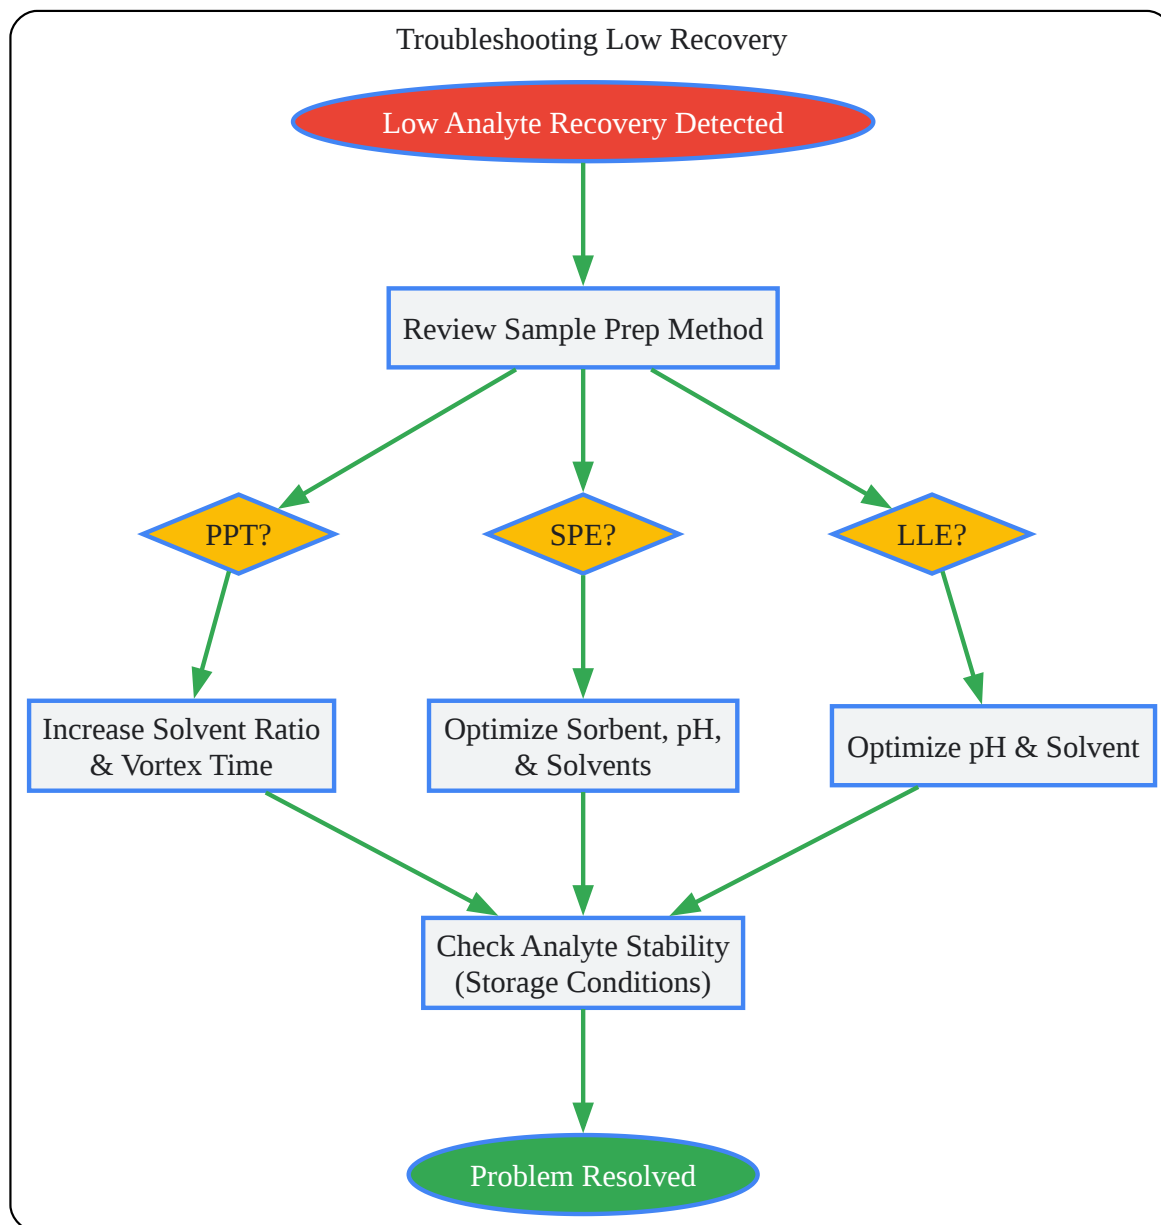 Troubleshooting Low Recovery
Low Analyte Recovery Detected
Review Sample Prep Method
PPT?
SPE?
LLE?
Increase Solvent Ratio
& Vortex Time
Optimize Sorbent, pH,
& Solvents
Optimize pH & Solvent
Check Analyte Stability
(Storage Conditions)
Problem Resolved